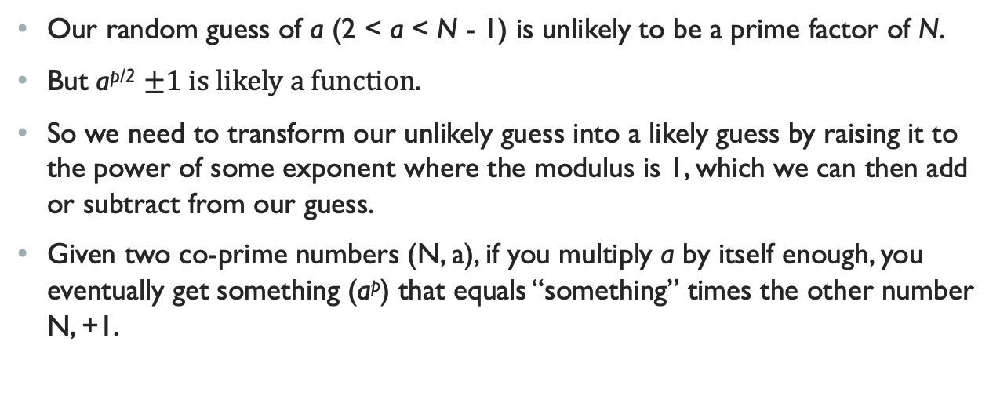 • Our random guess of a (2 < a < N - 1) is unlikely to be a prime factor of N.
• But a^{p/2} ±1 is likely a function.
• So we need to transform our unlikely guess into a likely guess by raising it to
the power of some exponent where the modulus is 1, which we can then add
or subtract from our guess.
• Given two co-prime numbers (N, a), if you multiply a by itself enough, you
eventually get something (a^p) that equals “something” times the other number
N, +1.